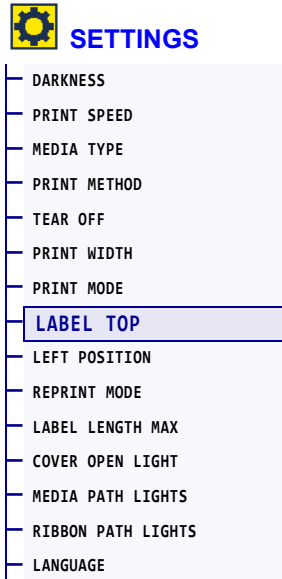 SETTINGS
DARKNESS
PRINT SPEED
MEDIA TYPE
PRINT METHOD
TEAR OFF
PRINT WIDTH
PRINT MODE
LABEL TOP
LEFT POSITION
REPRINT MODE
LABEL LENGTH MAX
COVER OPEN LIGHT
MEDIA PATH LIGHTS
RIBBON PATH LIGHTS
LANGUAGE